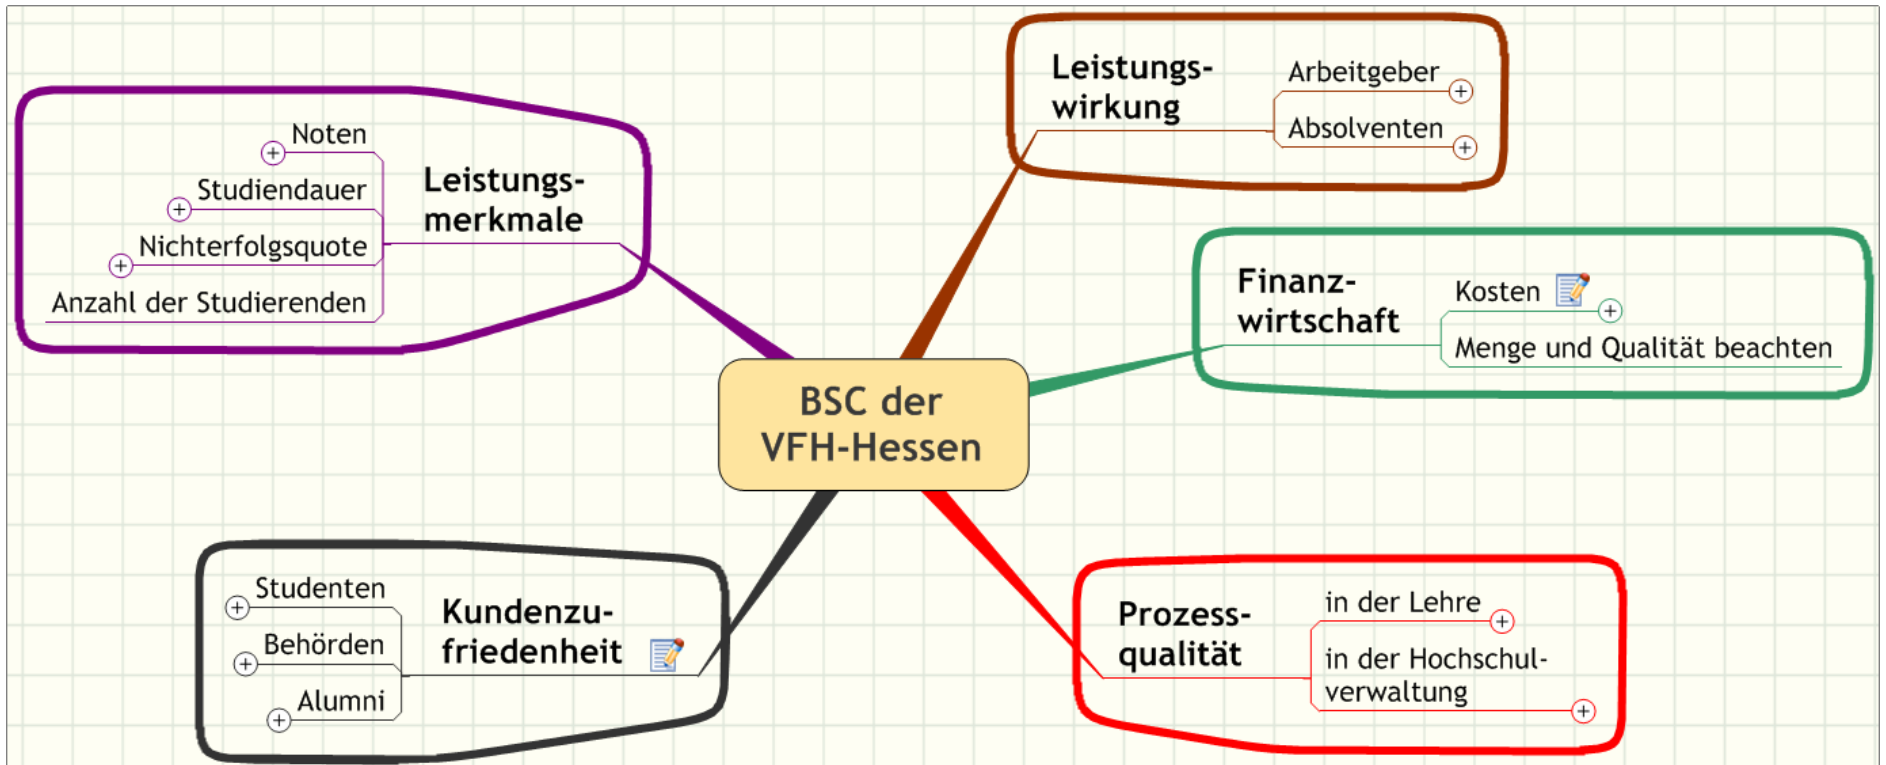 Leistungs-
merkmale
Noten
Studiendauer
Nichterfolgsquote
Anzahl der Studierenden
Leistungs-
wirkung
Arbeitgeber
Absolventen
Finanz-
wirtschaft
Kosten
Menge und Qualität beachten
BSC der
VFH-Hessen
Kundenzu-
friedenheit
Studenten
Behörden
Alumni
Prozess-
qualität
in der Lehre
in der Hochschul-
verwaltung